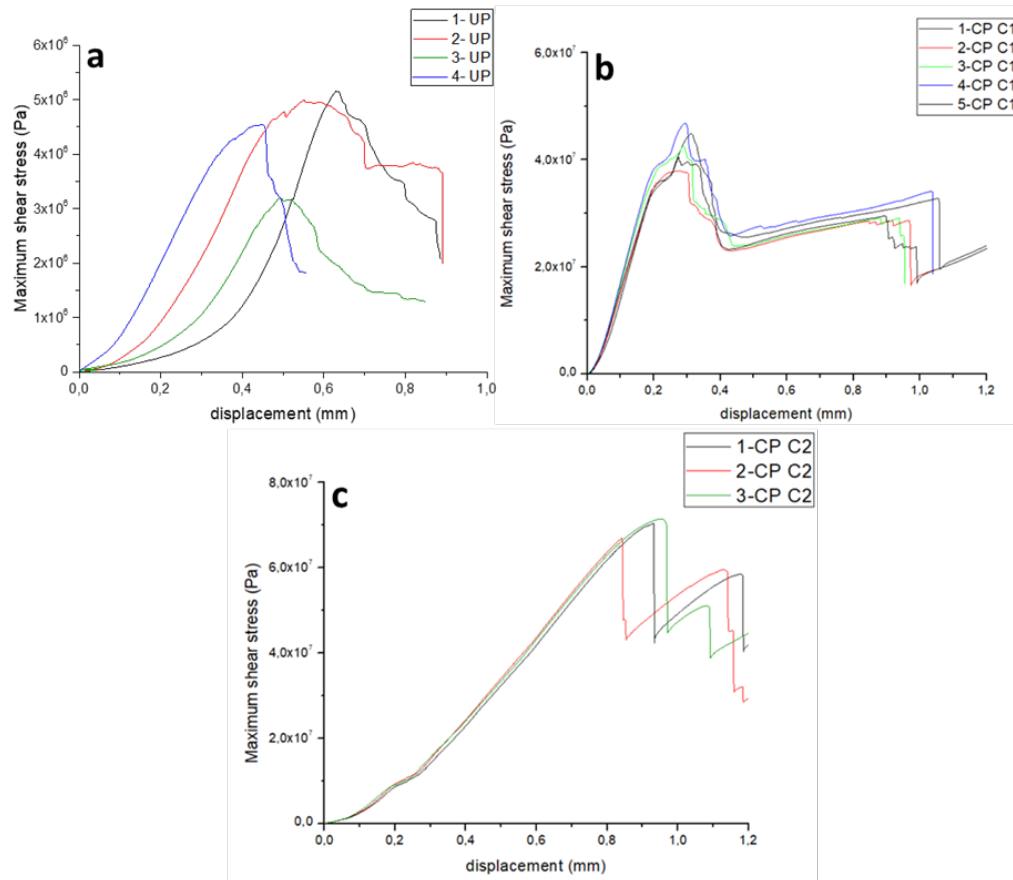 a
1- UP
2- UP
3- UP
4- UP
Maximum shear stress (Pa)
6x10⁶
5x10⁶
4x10⁶
3x10⁶
2x10⁶
1x10⁶
0
0,0 0,2 0,4 0,6 0,8 1,0
displacement (mm)
b
1-CP C1
2-CP C1
3-CP C1
4-CP C1
5-CP C1
Maximum shear stress (Pa)
6,0x10⁷
4,0x10⁷
2,0x10⁷
0,0
0,0 0,2 0,4 0,6 0,8 1,0 1,2
displacement (mm)
c
1-CP C2
2-CP C2
3-CP C2
Maximum shear stress (Pa)
8,0x10⁷
6,0x10⁷
4,0x10⁷
2,0x10⁷
0,0
0,0 0,2 0,4 0,6 0,8 1,0 1,2
displacement (mm)